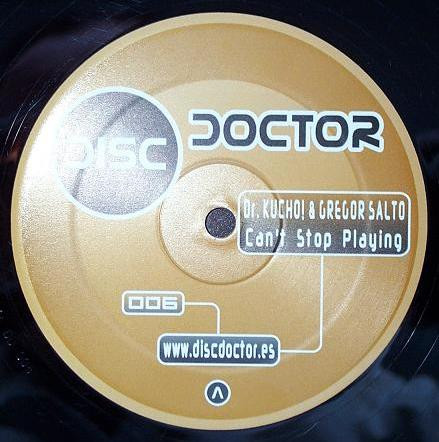 DISC DOCTOR
Dr. KUCHO! & GREGOR SALTO
Can't Stop Playing
006
www.discdoctor.es
A